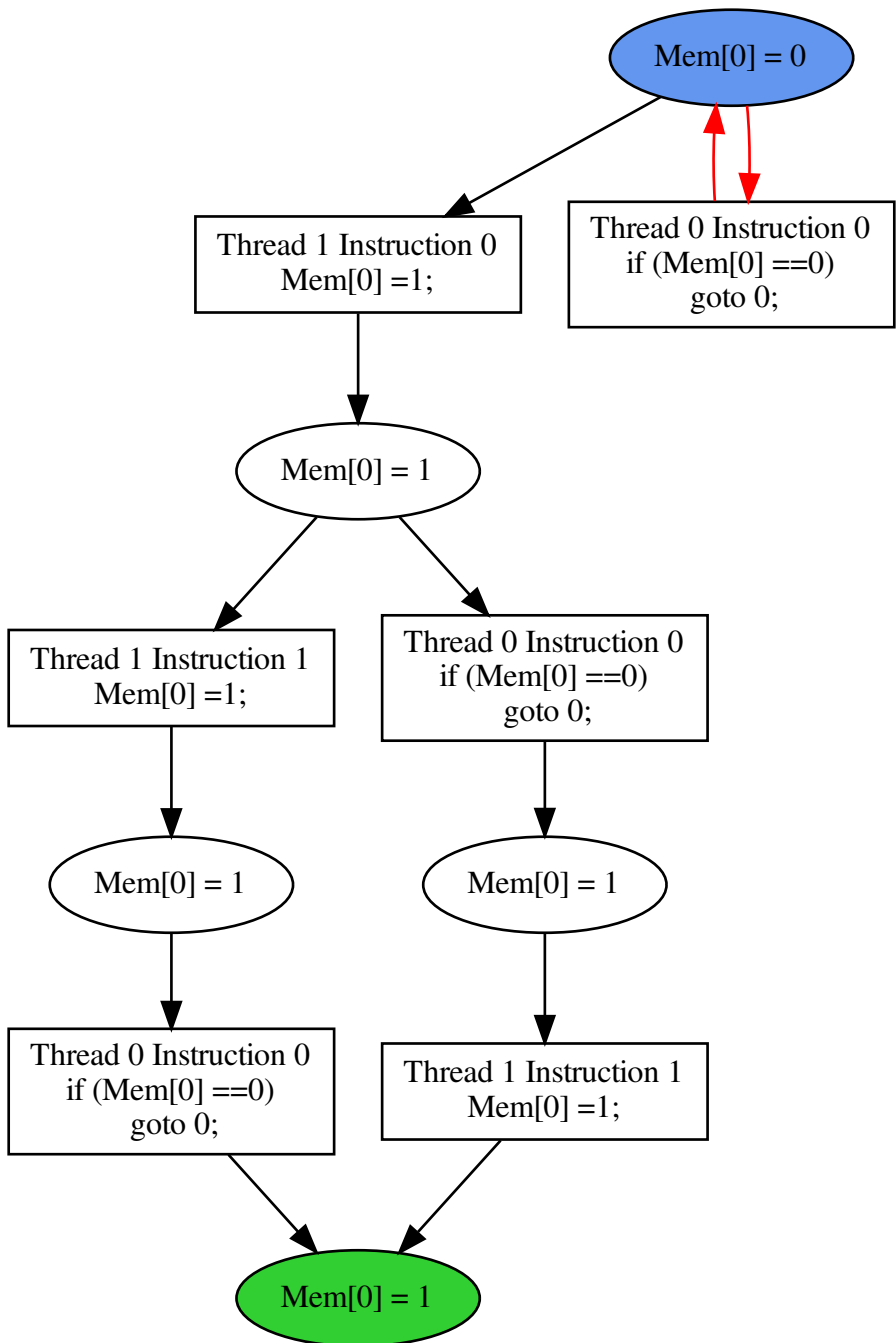 Mem[0] = 0
Thread 1 Instruction 0
Mem[0] =1;
Thread 0 Instruction 0
if (Mem[0] ==0)
goto 0;
Mem[0] = 1
Thread 1 Instruction 1
Mem[0] =1;
Thread 0 Instruction 0
if (Mem[0] ==0)
goto 0;
Mem[0] = 1
Mem[0] = 1
Thread 0 Instruction 0
if (Mem[0] ==0)
goto 0;
Thread 1 Instruction 1
Mem[0] =1;
Mem[0] = 1